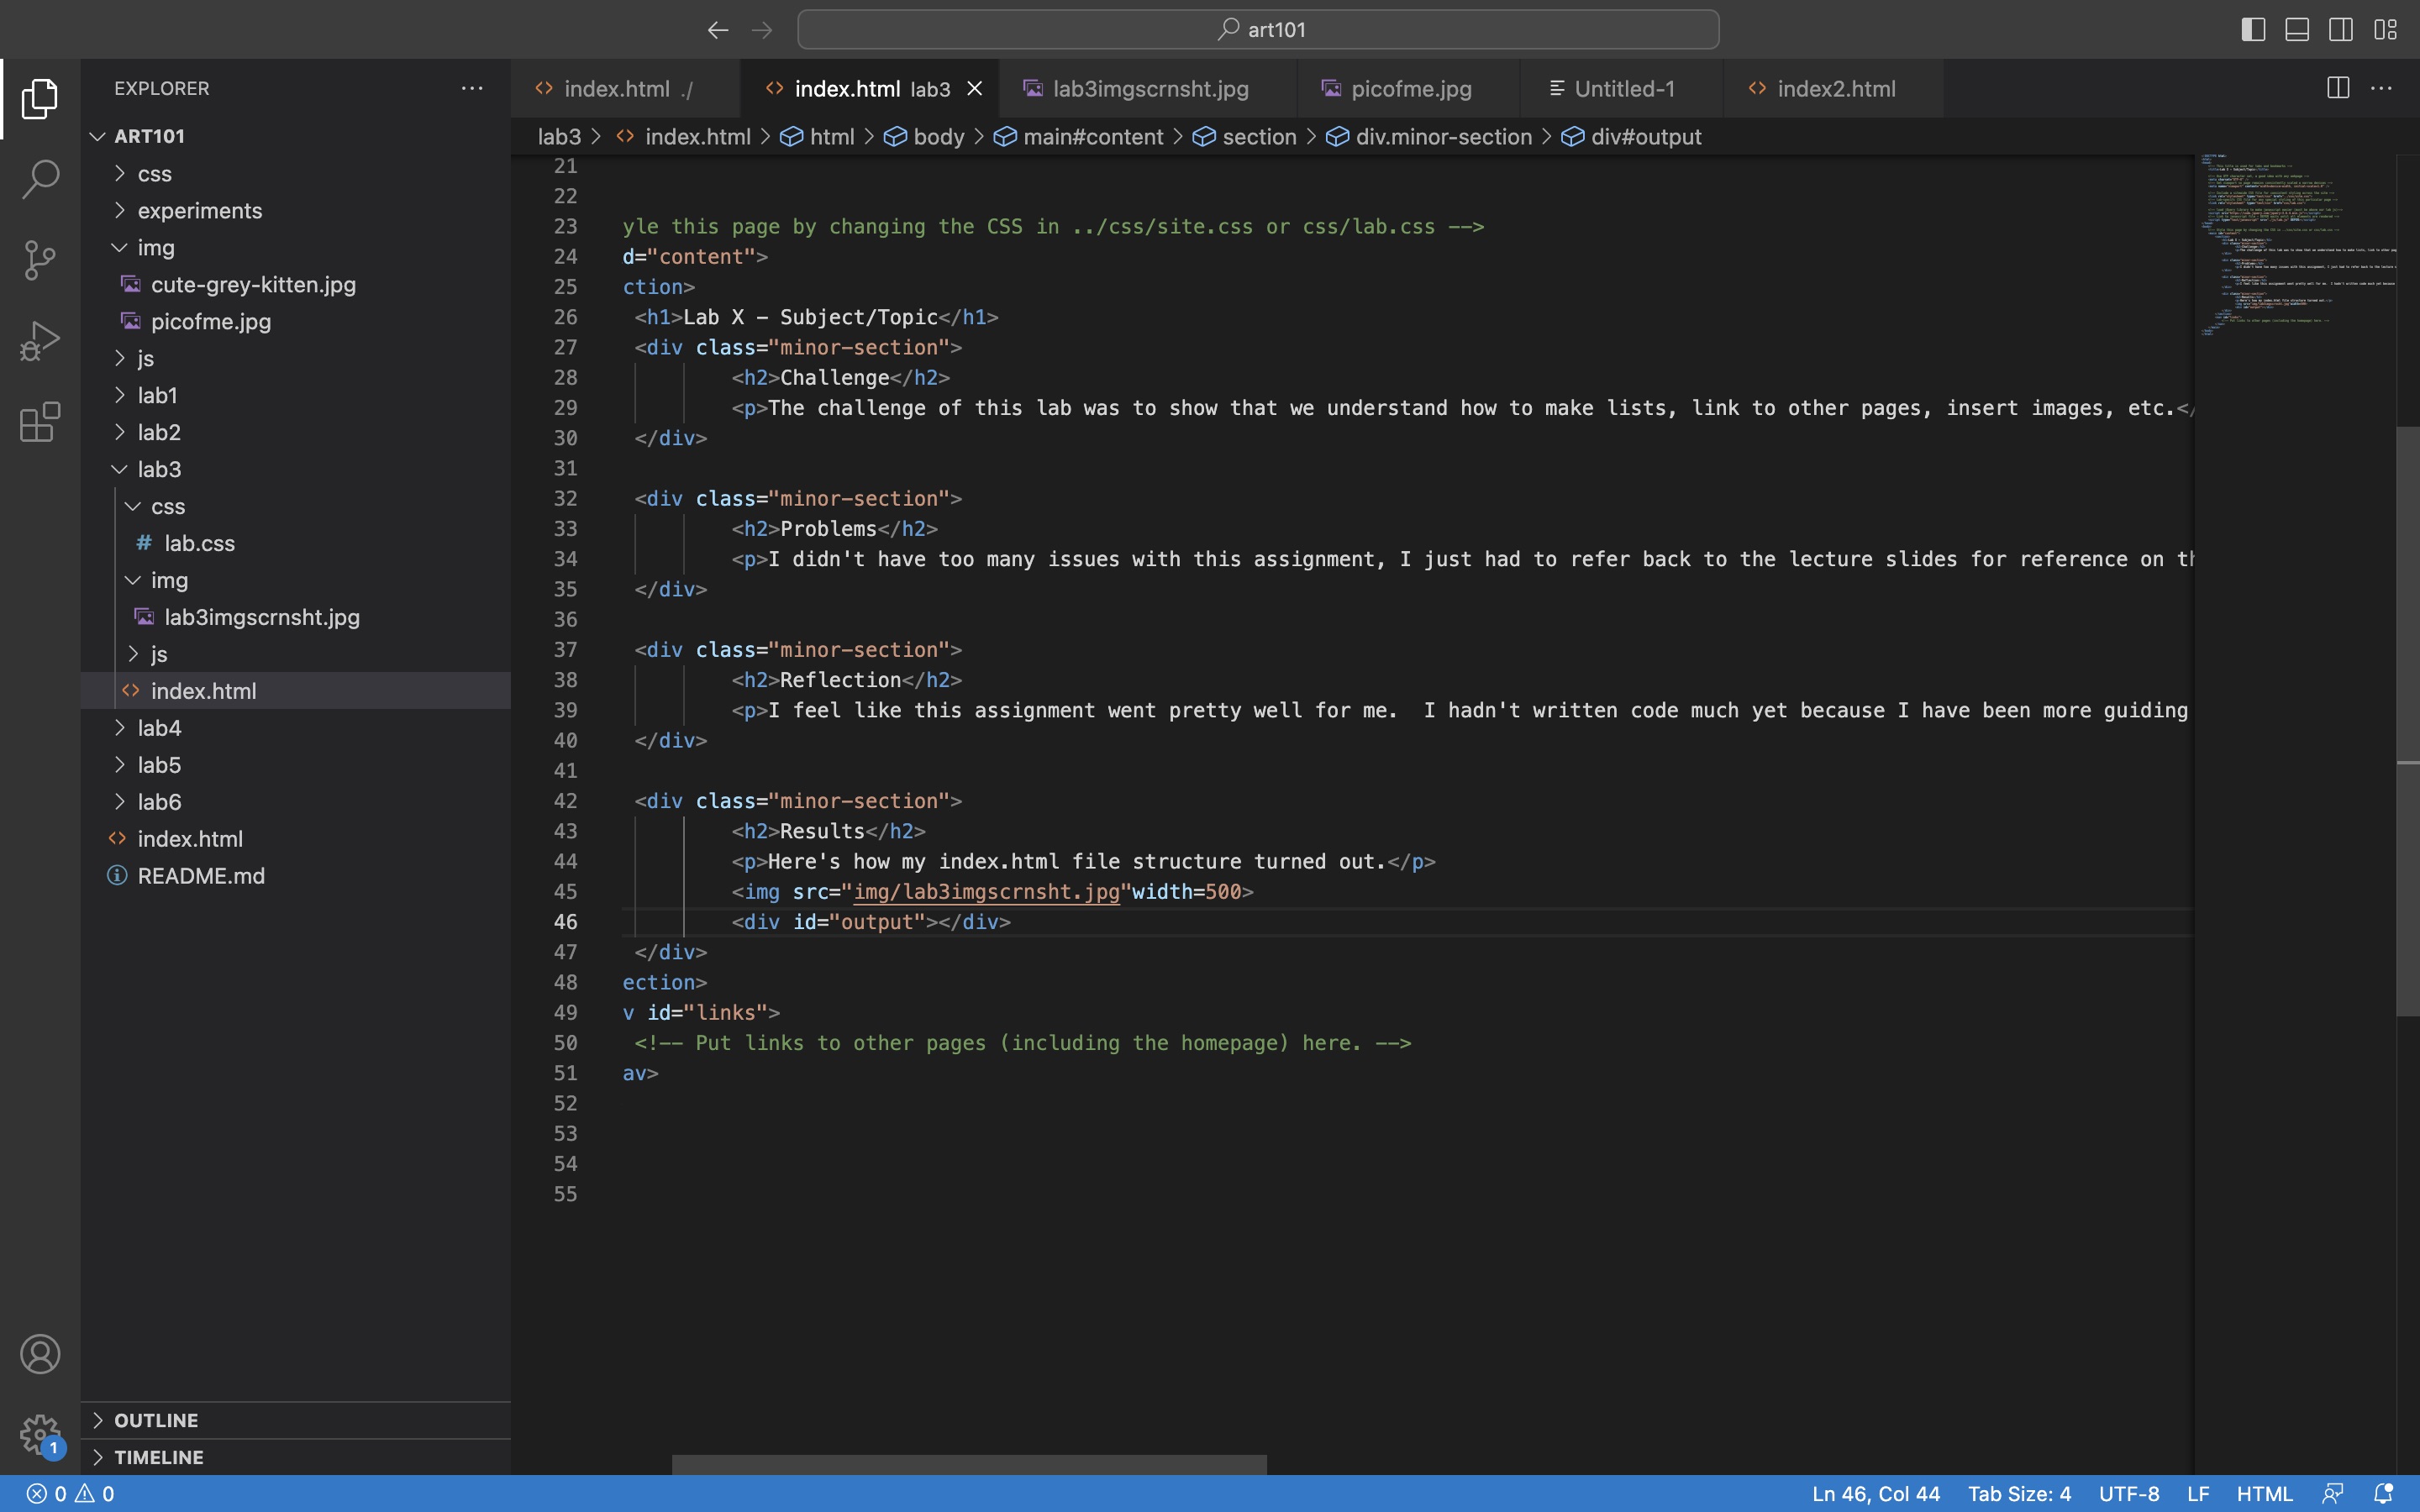 art101
EXPLORER
ART101
css
experiments
img
cute-grey-kitten.jpg
picofme.jpg
js
lab1
lab2
lab3
css
# lab.css
img
lab3imgscrnsht.jpg
js
index.html
lab4
lab5
lab6
index.html
README.md
OUTLINE
TIMELINE
index.html ./
index.html lab3
lab3imgscrnsht.jpg
picofme.jpg
Untitled-1
index2.html
lab3 > index.html > html > body > main#content > section > div.minor-section > div#output
21
22
23 yle this page by changing the CSS in ../css/site.css or css/lab.css -->
24 d="content">
25 ction>
26 <h1>Lab X - Subject/Topic</h1>
27 <div class="minor-section">
28 <h2>Challenge</h2>
29 <p>The challenge of this lab was to show that we understand how to make lists, link to other pages, insert images, etc.</
30 </div>
31
32 <div class="minor-section">
33 <h2>Problems</h2>
34 <p>I didn't have too many issues with this assignment, I just had to refer back to the lecture slides for reference on th
35 </div>
36
37 <div class="minor-section">
38 <h2>Reflection</h2>
39 <p>I feel like this assignment went pretty well for me.  I hadn't written code much yet because I have been more guiding
40 </div>
41
42 <div class="minor-section">
43 <h2>Results</h2>
44 <p>Here's how my index.html file structure turned out.</p>
45 <img src="img/lab3imgscrnsht.jpg"width=500>
46 <div id="output"></div>
47 </div>
48 ection>
49 v id="links">
50 <!-- Put links to other pages (including the homepage) here. -->
51 av>
52
53
54
55
1
0 0
Ln 46, Col 44
Tab Size: 4
UTF-8
LF
HTML